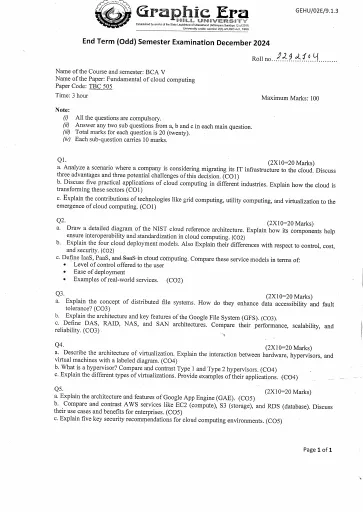 GEHU/02E/9.1.3
Graphic Era
HILL UNIVERSITY
End Term (Odd) Semester Examination December 2024
Roll no
Name of the Course and semester: BCA V
Name of the Paper: Fundamental of cloud computing
Paper Code: TBC 505
Time: 3 hour
Maximum Marks: 100
Note:
(i) All the questions are compulsory.
(ii) Answer any two sub questions from a, b and c in each main question.
(iii) Total marks for each question is 20 (twenty).
(iv) Each sub-question carries 10 marks.
Q1.
(2X10=20 Marks)
a. Analyze a scenario where a company is considering migrating its IT infrastructure to the cloud. Discuss
three advantages and three potential challenges of this decision. (CO1)
b. Discuss five practical applications of cloud computing in different industries. Explain how the cloud is
transforming these sectors (CO1)
c. Explain the contributions of technologies like grid computing, utility computing, and virtualization to the
emergence of cloud computing. (CO1)
Q2.
(2X10=20 Marks)
a. Draw a detailed diagram of the NIST cloud reference architecture. Explain how its components help
ensure interoperability and standardization in cloud computing. (CO2)
b. Explain the four cloud deployment models. Also Explain their differences with respect to control, cost,
and security. (CO2)
c. Define IaaS, PaaS, and SaaS in cloud computing. Compare these service models in terms of:
• Level of control offered to the user
• Ease of deployment
• Examples of real-world services. (CO2)
Q3.
(2X10=20 Marks)
a. Explain the concept of distributed file systems. How do they enhance data accessibility and fault
tolerance? (CO3)
b. Explain the architecture and key features of the Google File System (GFS). (CO3).
c. Define DAS, RAID, NAS, and SAN architectures. Compare their performance, scalability, and
reliability. (CO3)
Q4.
(2X10=20 Marks)
a. Describe the architecture of virtualization. Explain the interaction between hardware, hypervisors, and
virtual machines with a labeled diagram. (CO4)
b. What is a hypervisor? Compare and contrast Type 1 and Type 2 hypervisors. (CO4)
c. Explain the different types of virtualizations. Provide examples of their applications. (CO4)
Q5.
(2X10=20 Marks)
a. Explain the architecture and features of Google App Engine (GAE). (CO5)
b. Compare and contrast AWS services like EC2 (compute), S3 (storage), and RDS (database). Discuss
their use cases and benefits for enterprises. (CO5)
c. Explain five key security recommendations for cloud computing environments. (CO5)
Page 1 of 1